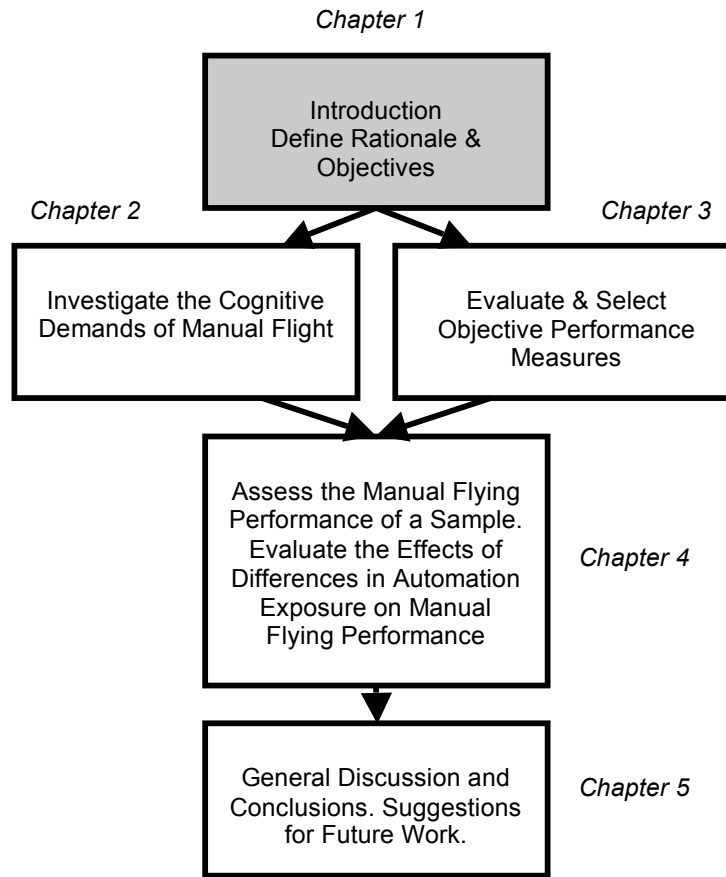 Chapter 1
Introduction
Define Rationale &
Objectives
Chapter 2
Chapter 3
Investigate the Cognitive
Demands of Manual Flight
Evaluate & Select
Objective Performance
Measures
Assess the Manual Flying
Performance of a Sample.
Evaluate the Effects of
Differences in Automation
Exposure on Manual
Flying Performance
Chapter 4
General Discussion and
Conclusions. Suggestions
for Future Work.
Chapter 5